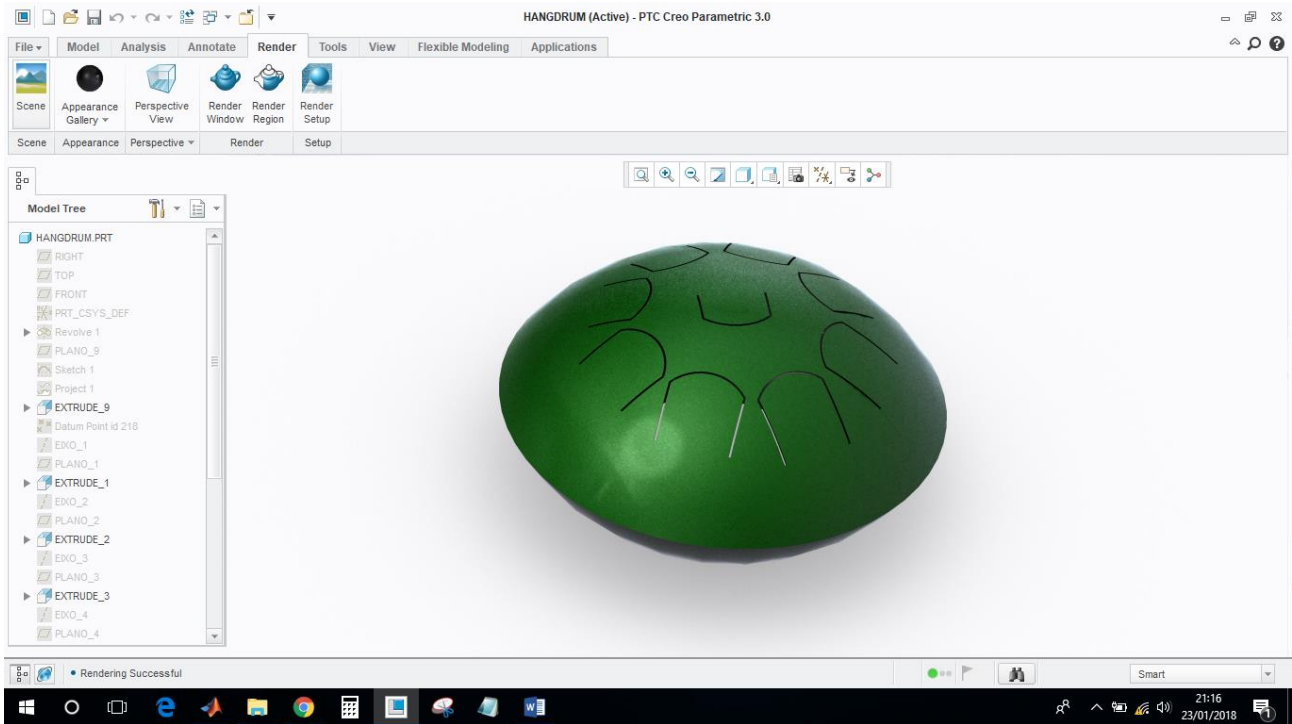 HANGDRUM (Active) - PTC Creo Parametric 3.0
File Model Analysis Annotate Render Tools View Flexible Modeling Applications
Scene
Appearance Gallery
Perspective View
Render Window
Render Region
Render Setup
Scene Appearance Perspective Render Setup
Model Tree
HANGDRUM.PRT
RIGHT
TOP
FRONT
PRT_CSYS_DEF
Revolve 1
PLANO_9
Sketch 1
Project 1
EXTRUDE_9
Datum Point id 218
EIXO_1
PLANO_1
EXTRUDE_1
EIXO_2
PLANO_2
EXTRUDE_2
EIXO_3
PLANO_3
EXTRUDE_3
EIXO_4
PLANO_4
• Rendering Successful
Smart
21:16
23/01/2018